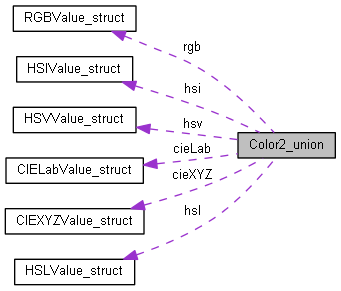 RGBValue_struct
rgb
HSIValue_struct
hsi
HSVValue_struct
hsv
Color2_union
cieLab
CIELabValue_struct
cieXYZ
CIEXYZValue_struct
hsl
HSLValue_struct